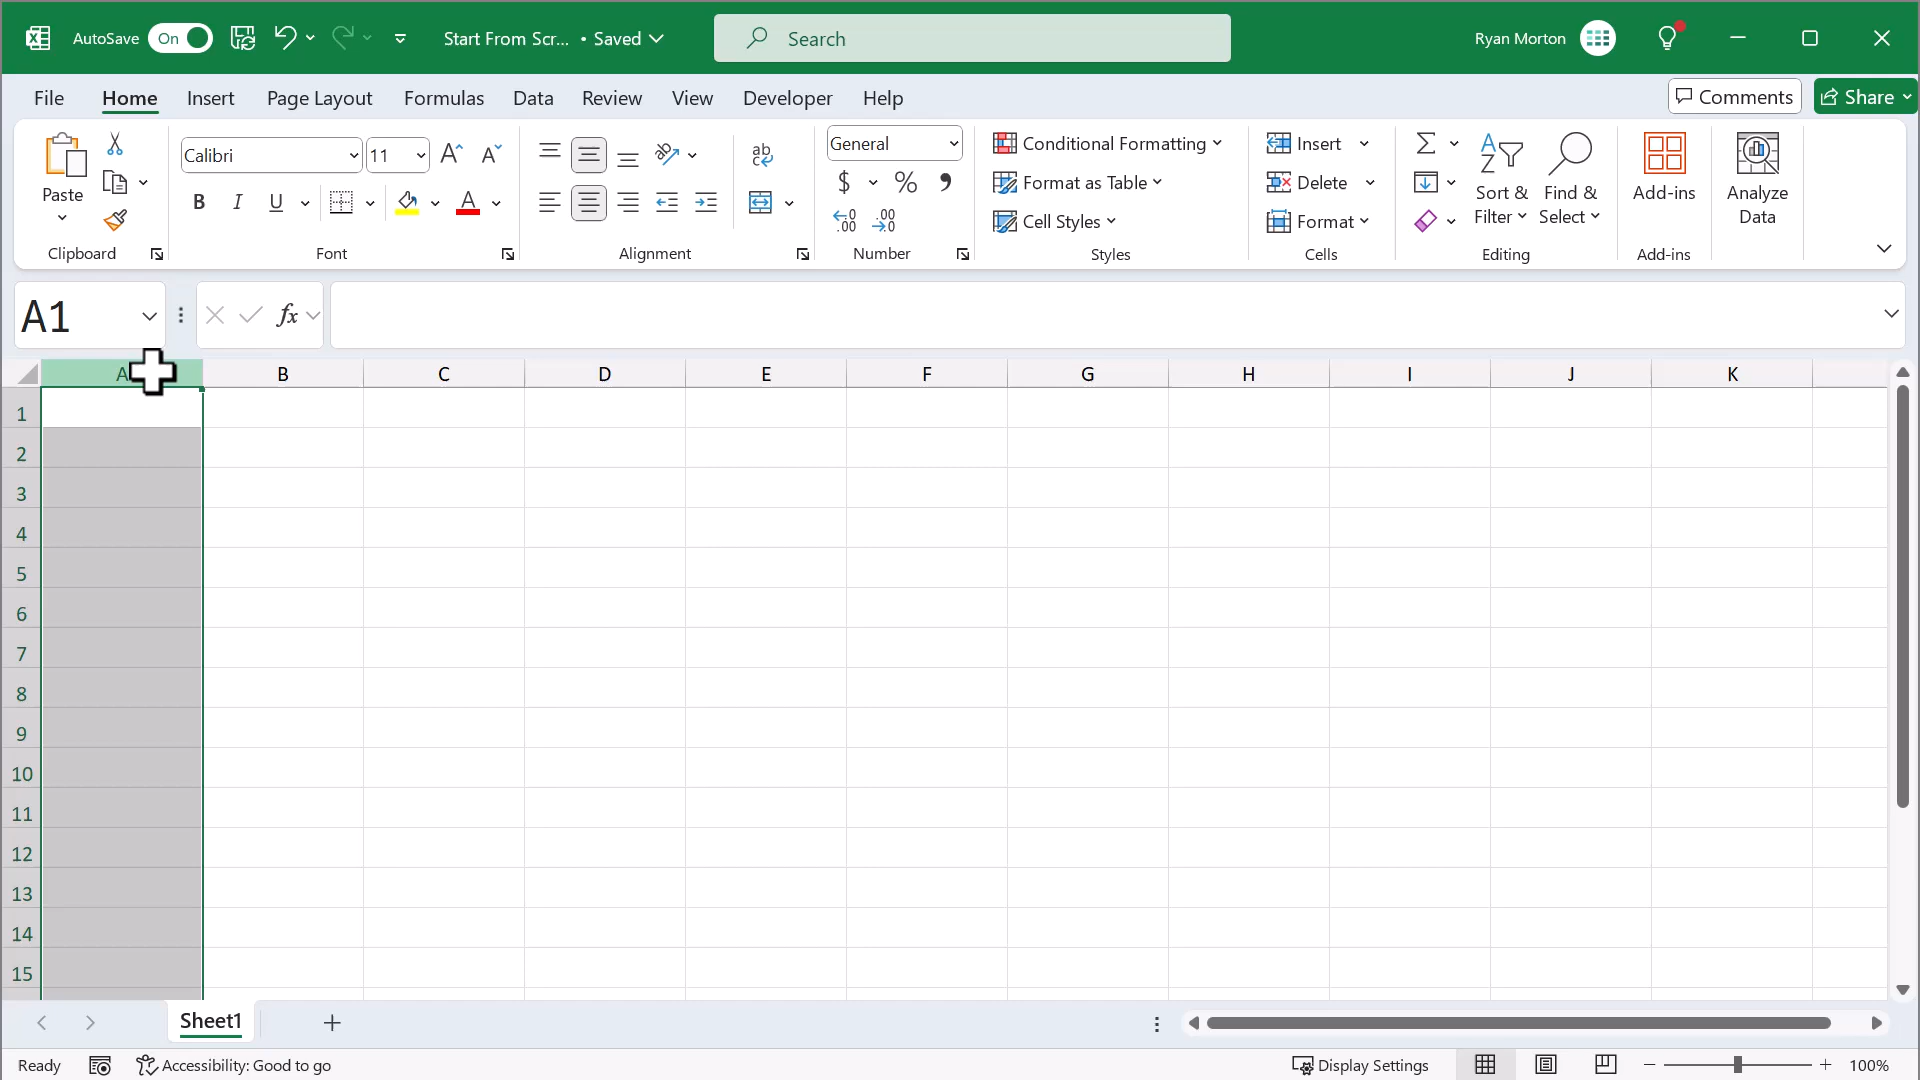 AutoSave On Start From Scr... • Saved Search Ryan Morton
File Home Insert Page Layout Formulas Data Review View Developer Help Comments Share
Paste
Clipboard
Calibri 11
B I U A
Font
ab
c
Alignment
General
$ % ,
.00 .00
Number
Conditional Formatting
Format as Table
Cell Styles
Styles
Insert
Delete
Format
Cells
Sort &
Filter
Find &
Select
Editing
Add-ins
Add-ins
Analyze
Data
A1 fx
A B C D E F G H I J K
1
2
3
4
5
6
7
8
9
10
11
12
13
14
15
Sheet1
Ready Accessibility: Good to go Display Settings 100%